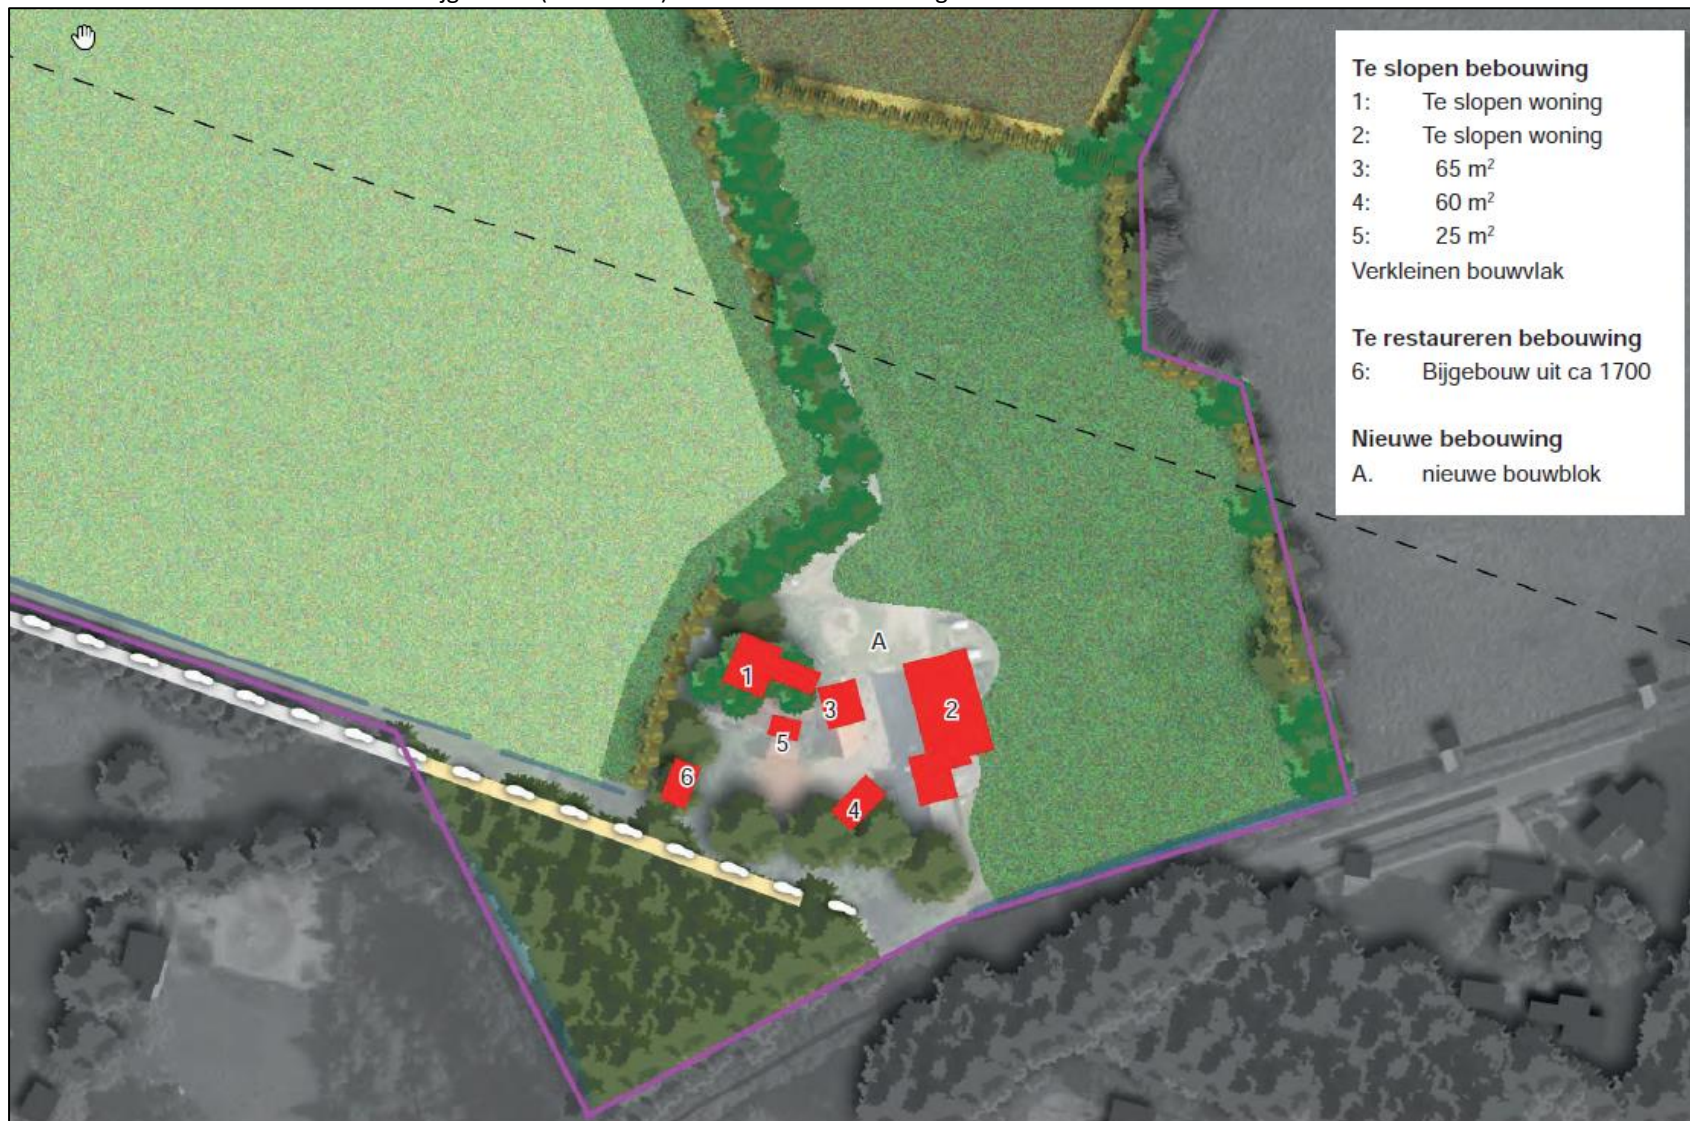 Te slopen bebouwing
1: Te slopen woning
2: Te slopen woning
3: 65 m²
4: 60 m²
5: 25 m²
Verkleinen bouwvlak
Te restaureren bebouwing
6: Bijgebouw uit ca 1700
Nieuwe bebouwing
A. nieuwe bouwblok
A
1
3
2
5
6
4